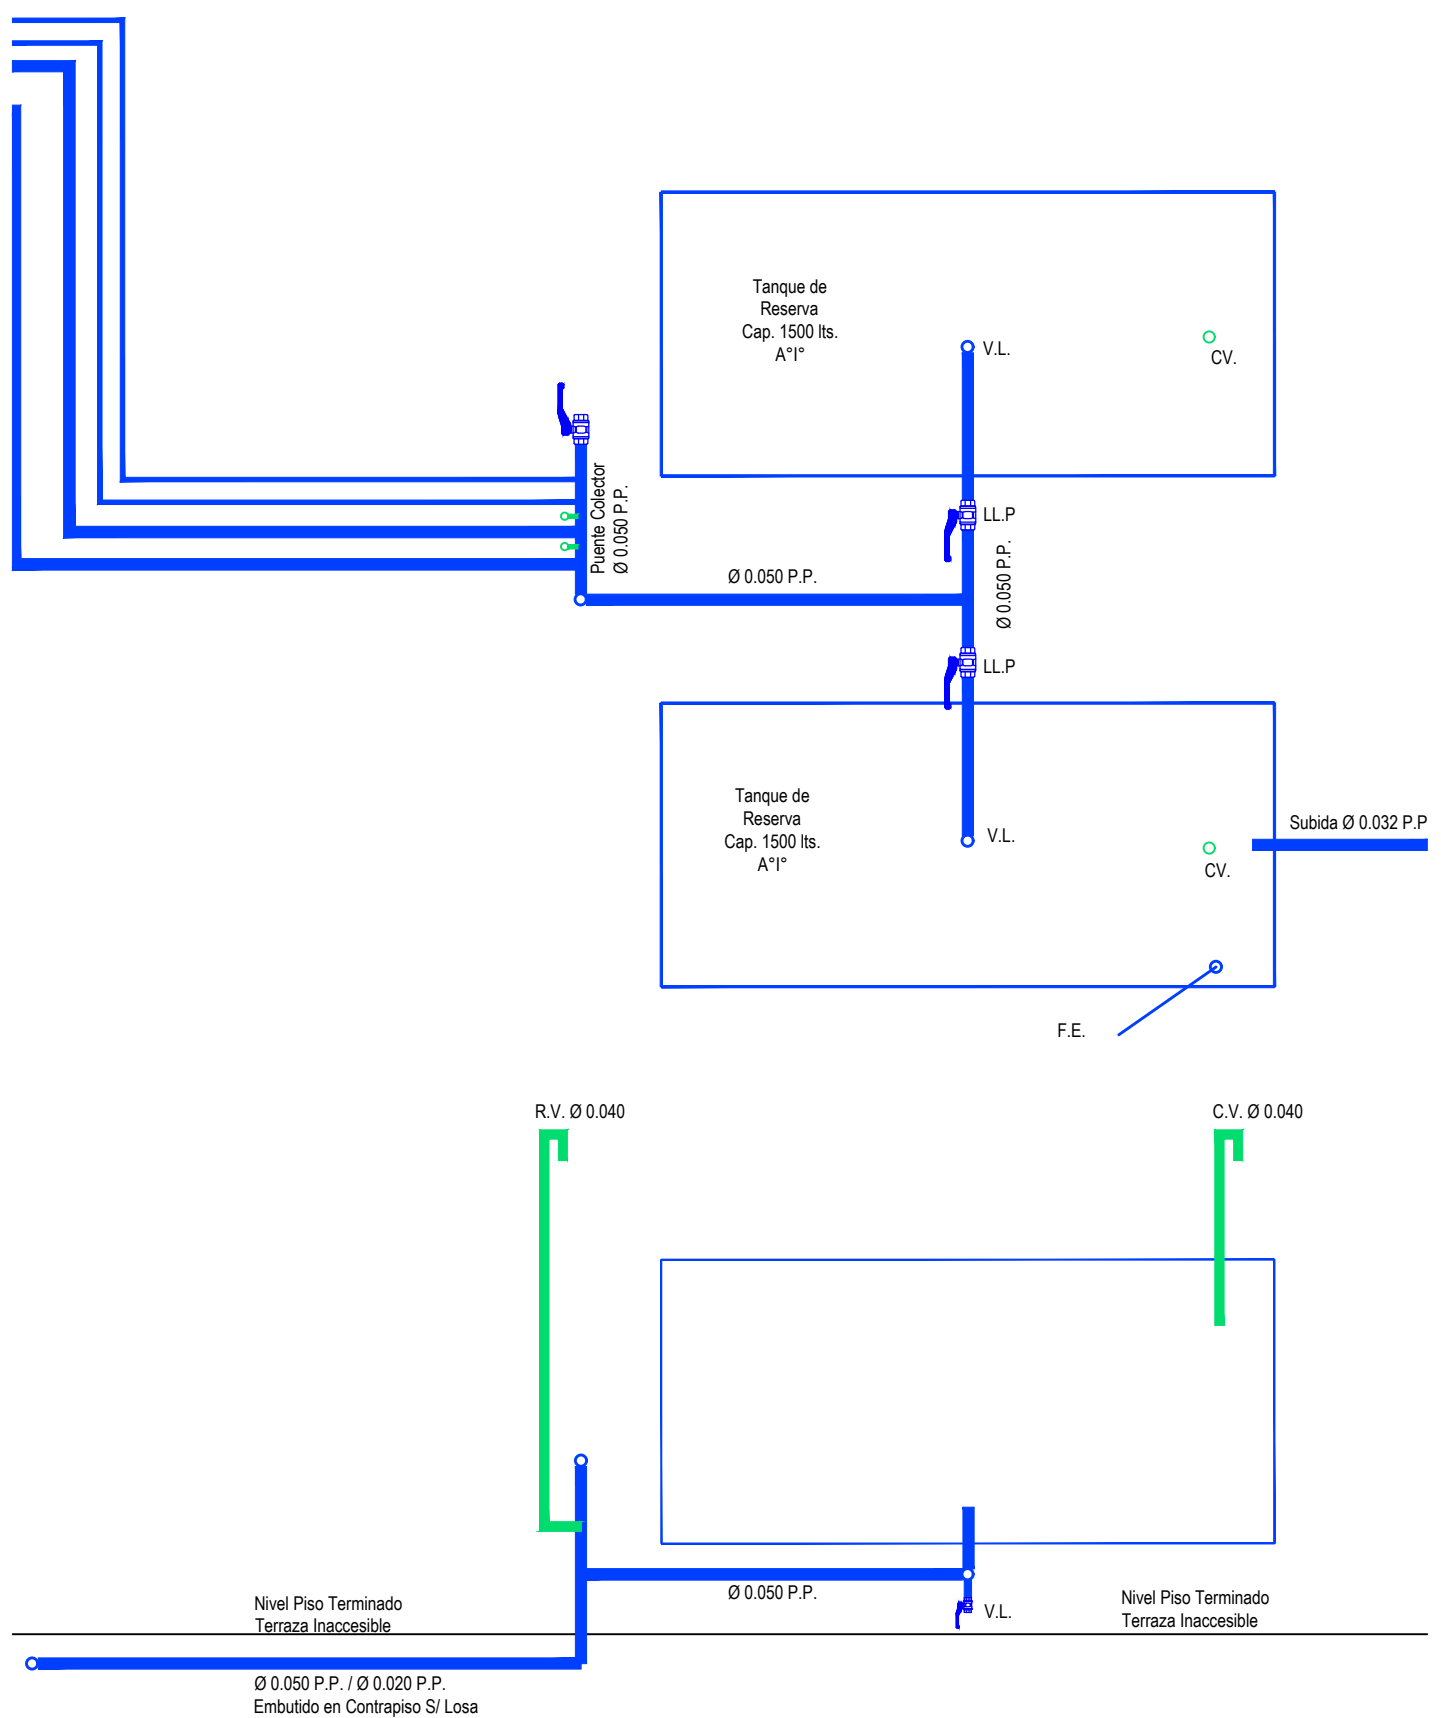 Tanque de
Reserva
Cap. 1500 lts.
A°I°
V.L.
CV.
Puente Colector
Ø 0.050 P.P.
LL.P
Ø 0.050 P.P.
Ø 0.050 P.P.
LL.P
Tanque de
Reserva
Cap. 1500 lts.
A°I°
V.L.
Subida Ø 0.032 P.P
CV.
F.E.
R.V. Ø 0.040
C.V. Ø 0.040
Ø 0.050 P.P.
V.L.
Nivel Piso Terminado
Terraza Inaccesible
Nivel Piso Terminado
Terraza Inaccesible
Ø 0.050 P.P. / Ø 0.020 P.P.
Embutido en Contrapiso S/ Losa